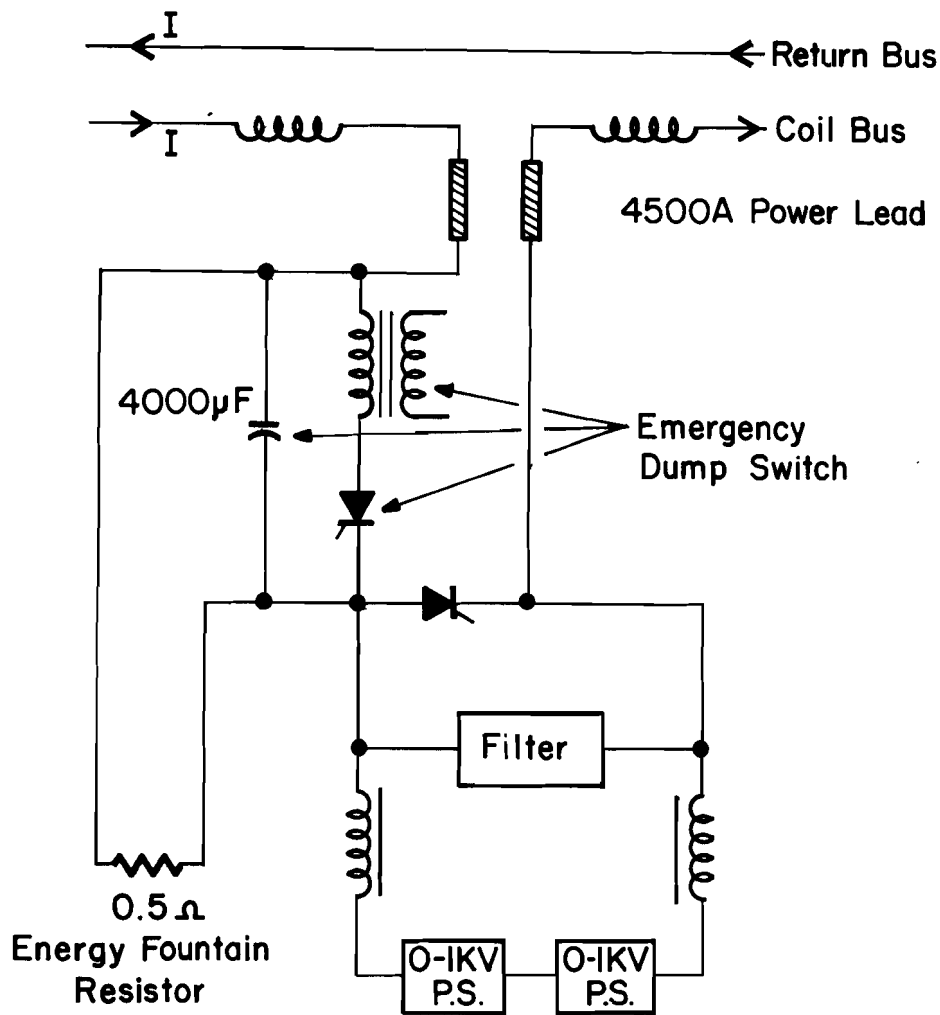 I
Return Bus
I
Coil Bus
4500A Power Lead
4000µF
Emergency
Dump Switch
Filter
0.5 Ω
Energy Fountain
Resistor
0-1KV
P.S.
0-1KV
P.S.